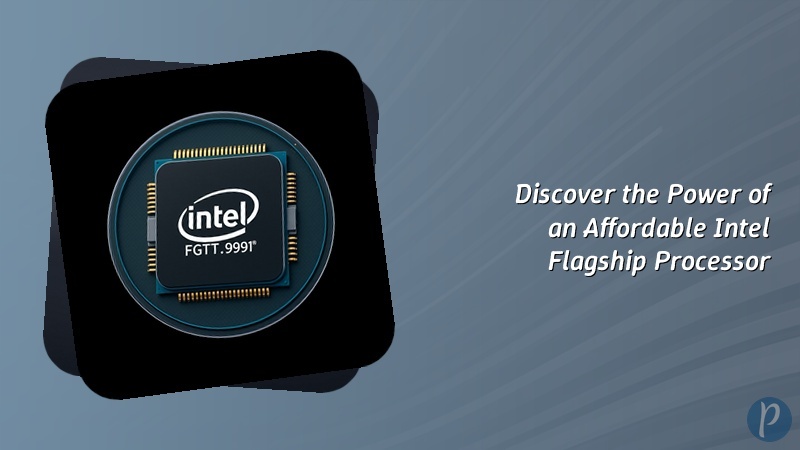 intel
FGTT.9991®
Discover the Power of
an Affordable Intel
Flagship Processor
P